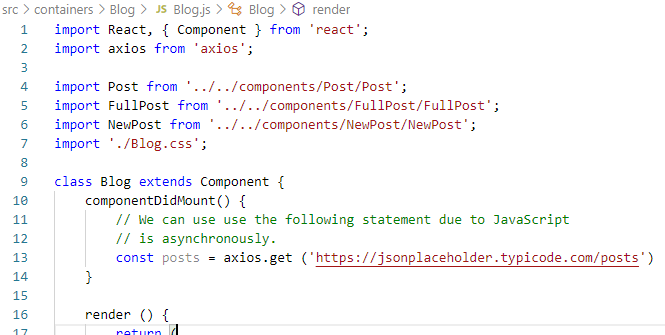 src > containers > Blog > JS Blog.js > Blog > render
1 import React, { Component } from 'react';
2 import axios from 'axios';
3
4 import Post from '../../components/Post/Post';
5 import FullPost from '../../components/FullPost/FullPost';
6 import NewPost from '../../components/NewPost/NewPost';
7 import './Blog.css';
8
9 class Blog extends Component {
10 componentDidMount() {
11 // We can use use the following statement due to JavaScript
12 // is asynchronously.
13 const posts = axios.get ('https://jsonplaceholder.typicode.com/posts')
14 }
15
16 render () {
17 return (